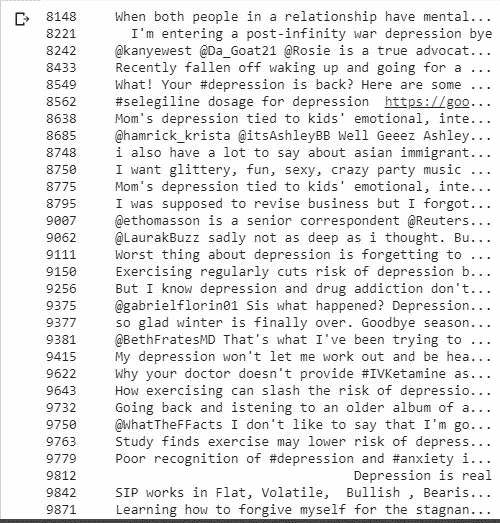 8148 When both people in a relationship have mental...
8221 I'm entering a post-infinity war depression bye
8242 @kanyewest @Da_Goat21 @Rosie is a true advocat...
8433 Recently fallen off waking up and going for a ...
8549 What! Your #depression is back? Here are some ...
8562 #selegiline dosage for depression https://goo...
8638 Mom's depression tied to kids' emotional, inte...
8685 @hamrick_krista @itsAshleyBB Well Geeez Ashley...
8748 i also have a lot to say about asian immigrant...
8750 I want glittery, fun, sexy, crazy party music ...
8775 Mom's depression tied to kids' emotional, inte...
8795 I was supposed to revise business but I forgot...
9007 @ethomasson is a senior correspondent @Reuters...
9062 @LaurakBuzz sadly not as deep as i thought. Bu...
9111 Worst thing about depression is forgetting to ...
9150 Exercising regularly cuts risk of depression b...
9256 But I know depression and drug addiction don't...
9375 @gabrielflorin01 Sis what happened? Depression...
9377 so glad winter is finally over. Goodbye season...
9381 @BethFratesMD That's what I've been trying to ...
9415 My depression won't let me work out and be hea...
9622 Why your doctor doesn't provide #IVKetamine as...
9643 How exercising can slash the risk of depressio...
9732 Going back and istening to an older album of a...
9750 @WhatTheFFacts I don't like to say that I'm go...
9763 Study finds exercise may lower risk of depress...
9779 Poor recognition of #depression and #anxiety i...
9812 Depression is real
9842 SIP works in Flat, Volatile, Bullish , Bearis...
9871 Learning how to forgive myself for the stagnan...